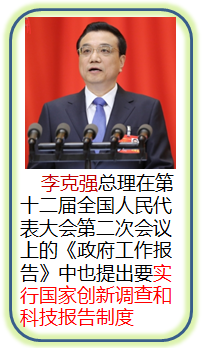 李克强总理在第
十二届全国人民代
表大会第二次会议
上的《政府工作报
告》中也提出要实
行国家创新调查和
科技报告制度